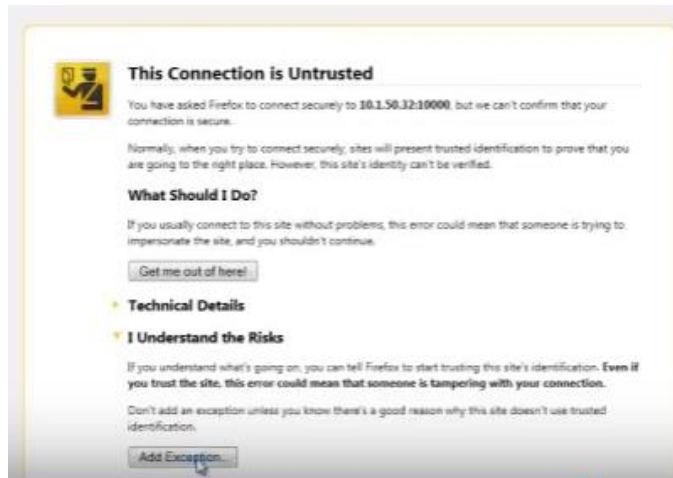 This Connection is Untrusted
You have asked Firefox to connect securely to 10.1.50.32:10000, but we can't confirm that your
connection is secure.
Normally, when you try to connect securely, sites will present trusted identification to prove that you
are going to the right place. However, this site's identity can't be verified.
What Should I Do?
If you usually connect to this site without problems, this error could mean that someone is trying to
impersonate the site, and you shouldn't continue.
Get me out of here!
Technical Details
I Understand the Risks
If you understand what's going on, you can tell Firefox to start trusting this site's identification. Even if
you trust the site, this error could mean that someone is tampering with your connection.
Don't add an exception unless you know there's a good reason why this site doesn't use trusted
identification.
Add Exception...